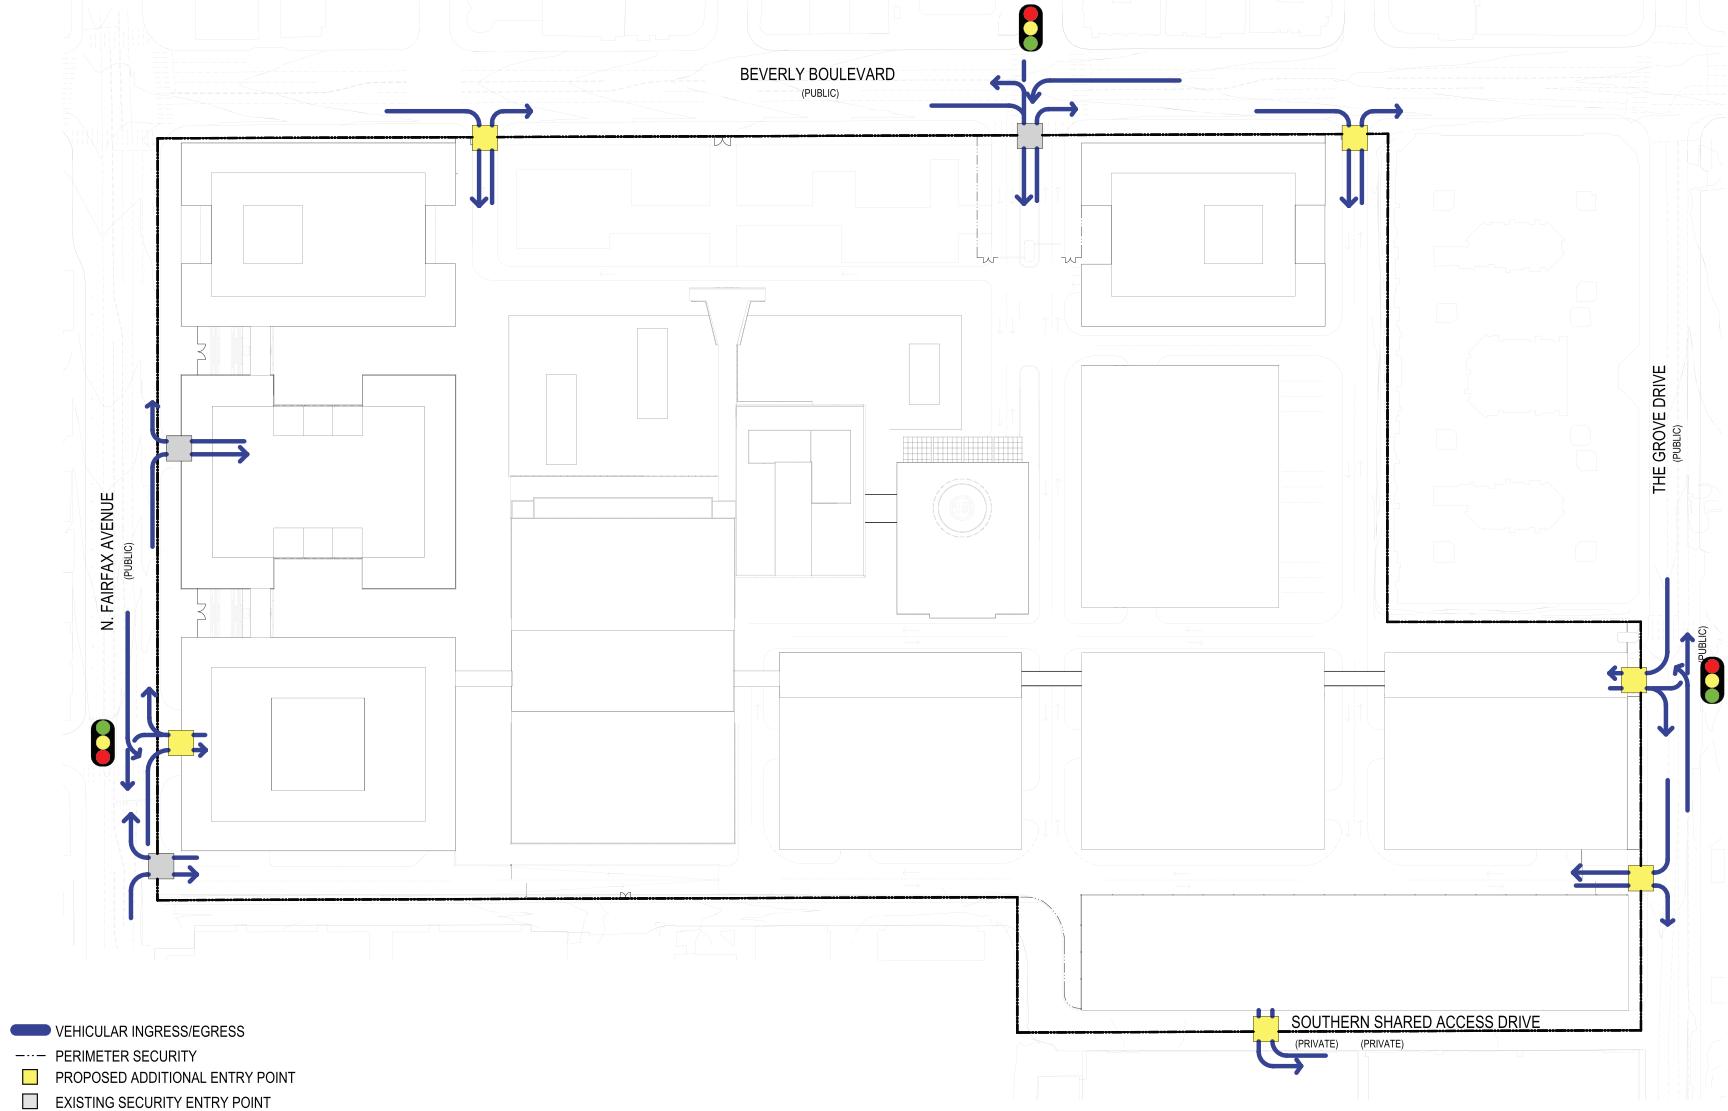 BEVERLY BOULEVARD
(PUBLIC)
N. FAIRFAX AVENUE
(PUBLIC)
THE GROVE DRIVE
(PUBLIC)
(PUBLIC)
SOUTHERN SHARED ACCESS DRIVE
(PRIVATE) (PRIVATE)
VEHICULAR INGRESS/EGRESS
PERIMETER SECURITY
PROPOSED ADDITIONAL ENTRY POINT
EXISTING SECURITY ENTRY POINT